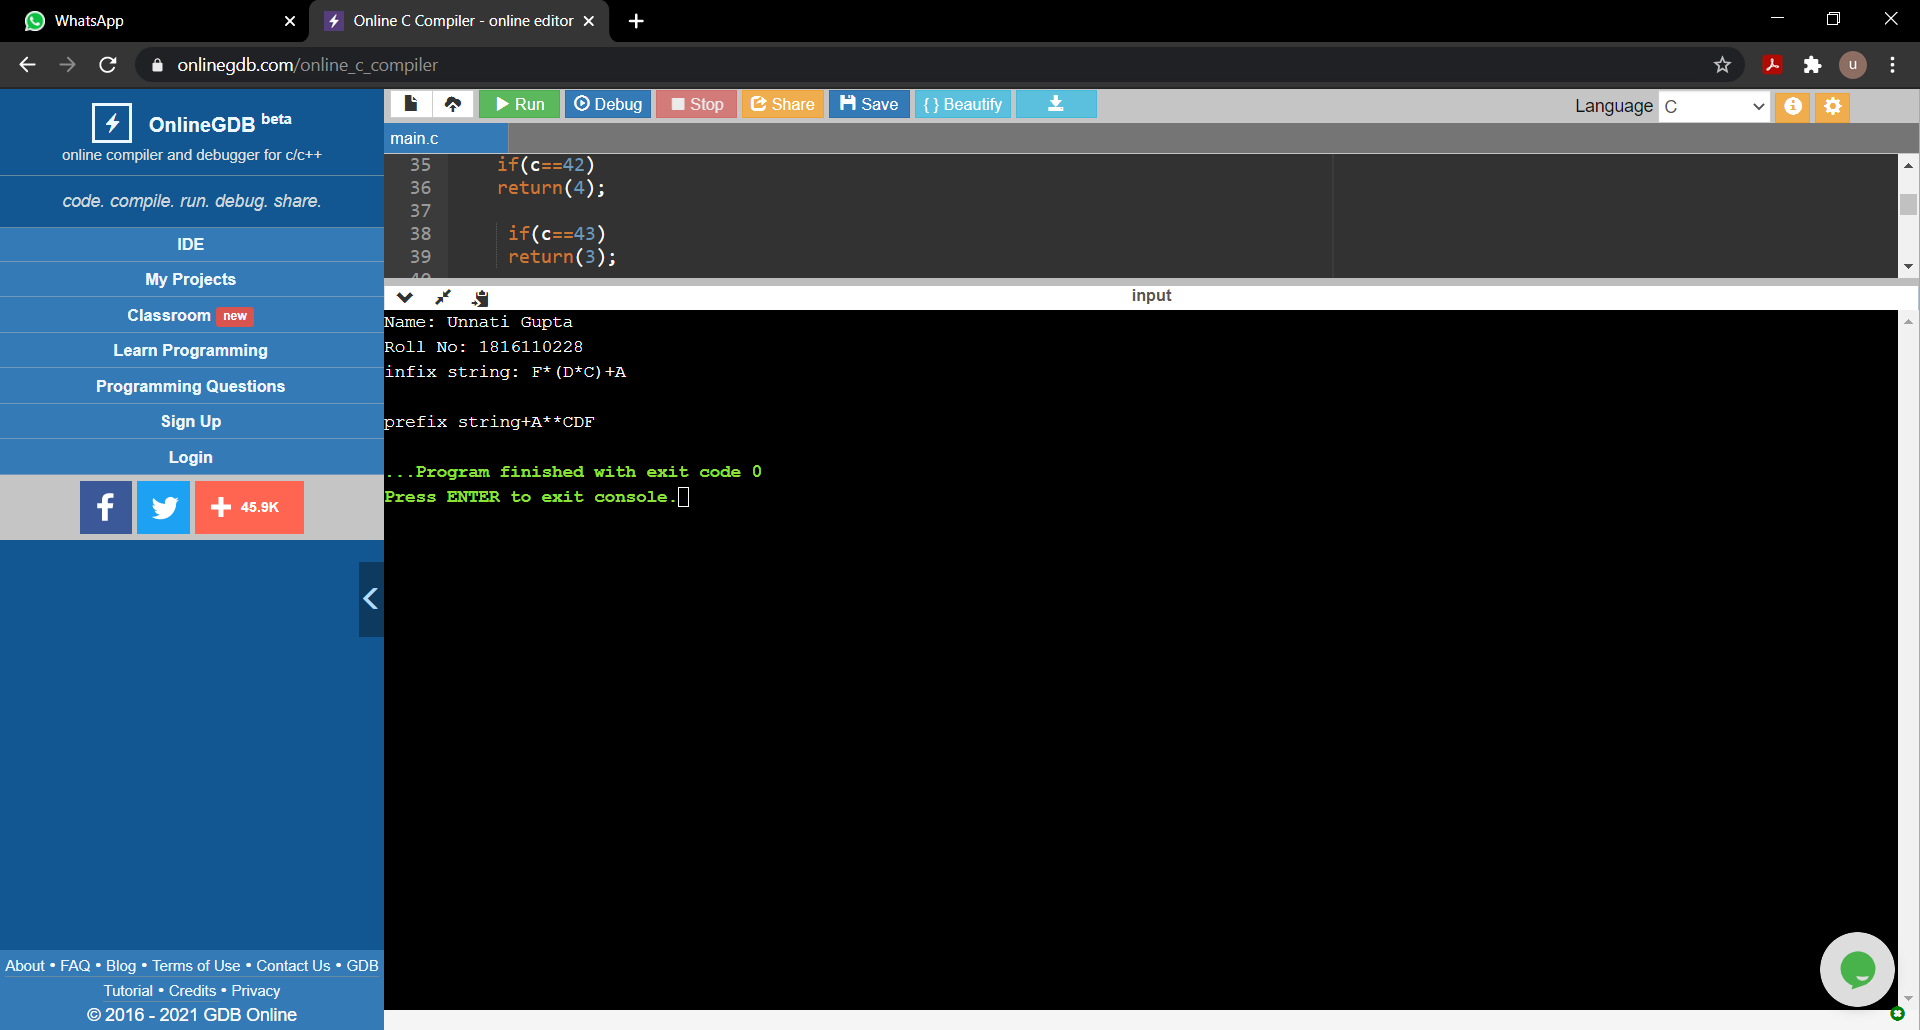 WhatsApp
Online C Compiler - online editor
onlinegdb.com/online_c_compiler
u
OnlineGDB beta
online compiler and debugger for c/c++
code. compile. run. debug. share.
IDE
My Projects
Classroom new
Learn Programming
Programming Questions
Sign Up
Login
f
45.9K
About • FAQ • Blog • Terms of Use • Contact Us • GDB
Tutorial • Credits • Privacy
© 2016 - 2021 GDB Online
Run Debug Stop Share Save { } Beautify
Language C
main.c
35 if(c==42)
36 return(4);
37
38 if(c==43)
39 return(3);
input
Name: Unnati Gupta
Roll No: 1816110228
infix string: F*(D*C)+A
prefix string+A**CDF
...Program finished with exit code 0
Press ENTER to exit console.